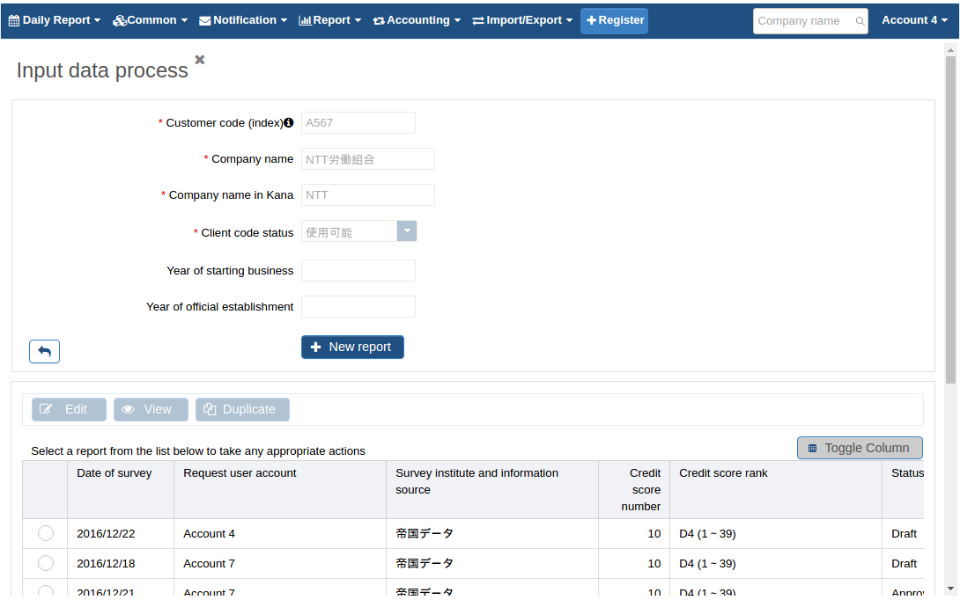 Daily Report Common Notification Report Accounting Import/Export Register Company name Account 4
Input data process
* Customer code (index) A567
* Company name NTT労働組合
* Company name in Kana NTT
* Client code status 使用可能
Year of starting business
Year of official establishment
New report
Edit View Duplicate
Select a report from the list below to take any appropriate actions Toggle Column
Date of survey Request user account Survey institute and information Credit Credit score rank Status
source score
number
2016/12/22 Account 4 帝国データ 10 D4 (1 ~ 39) Draft
2016/12/18 Account 7 帝国データ 10 D4 (1 ~ 39) Draft
2016/12/21 Account 7 帝国データ 10 D4 (1 ~ 39) Appro